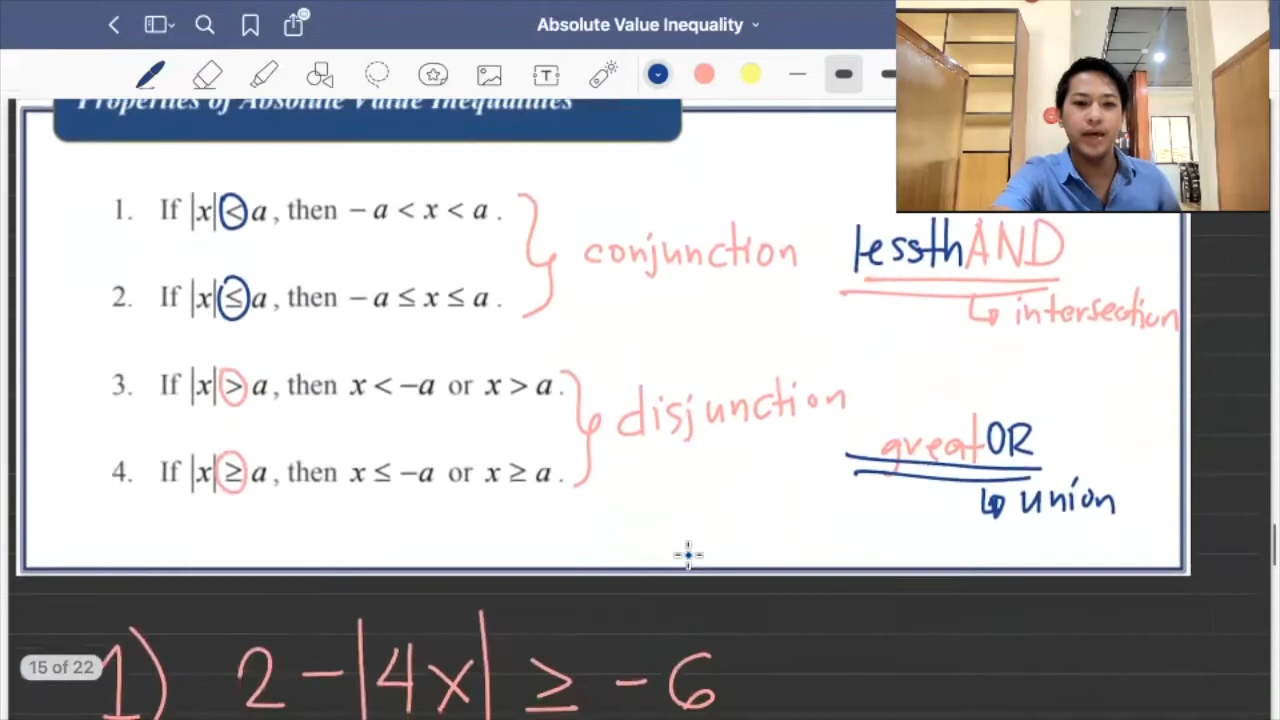 Absolute Value Inequality
Properties of Absolute Value Inequalities
1. If |x| < a, then − a < x < a .
2. If |x| ≤ a, then − a ≤ x ≤ a .
conjunction
lessthAND
intersection
3. If |x| > a, then x < −a or x > a .
4. If |x| ≥ a, then x ≤ −a or x ≥ a .
disjunction
greatOR
union
15 of 22
1) 2 − |4x| ≥ − 6